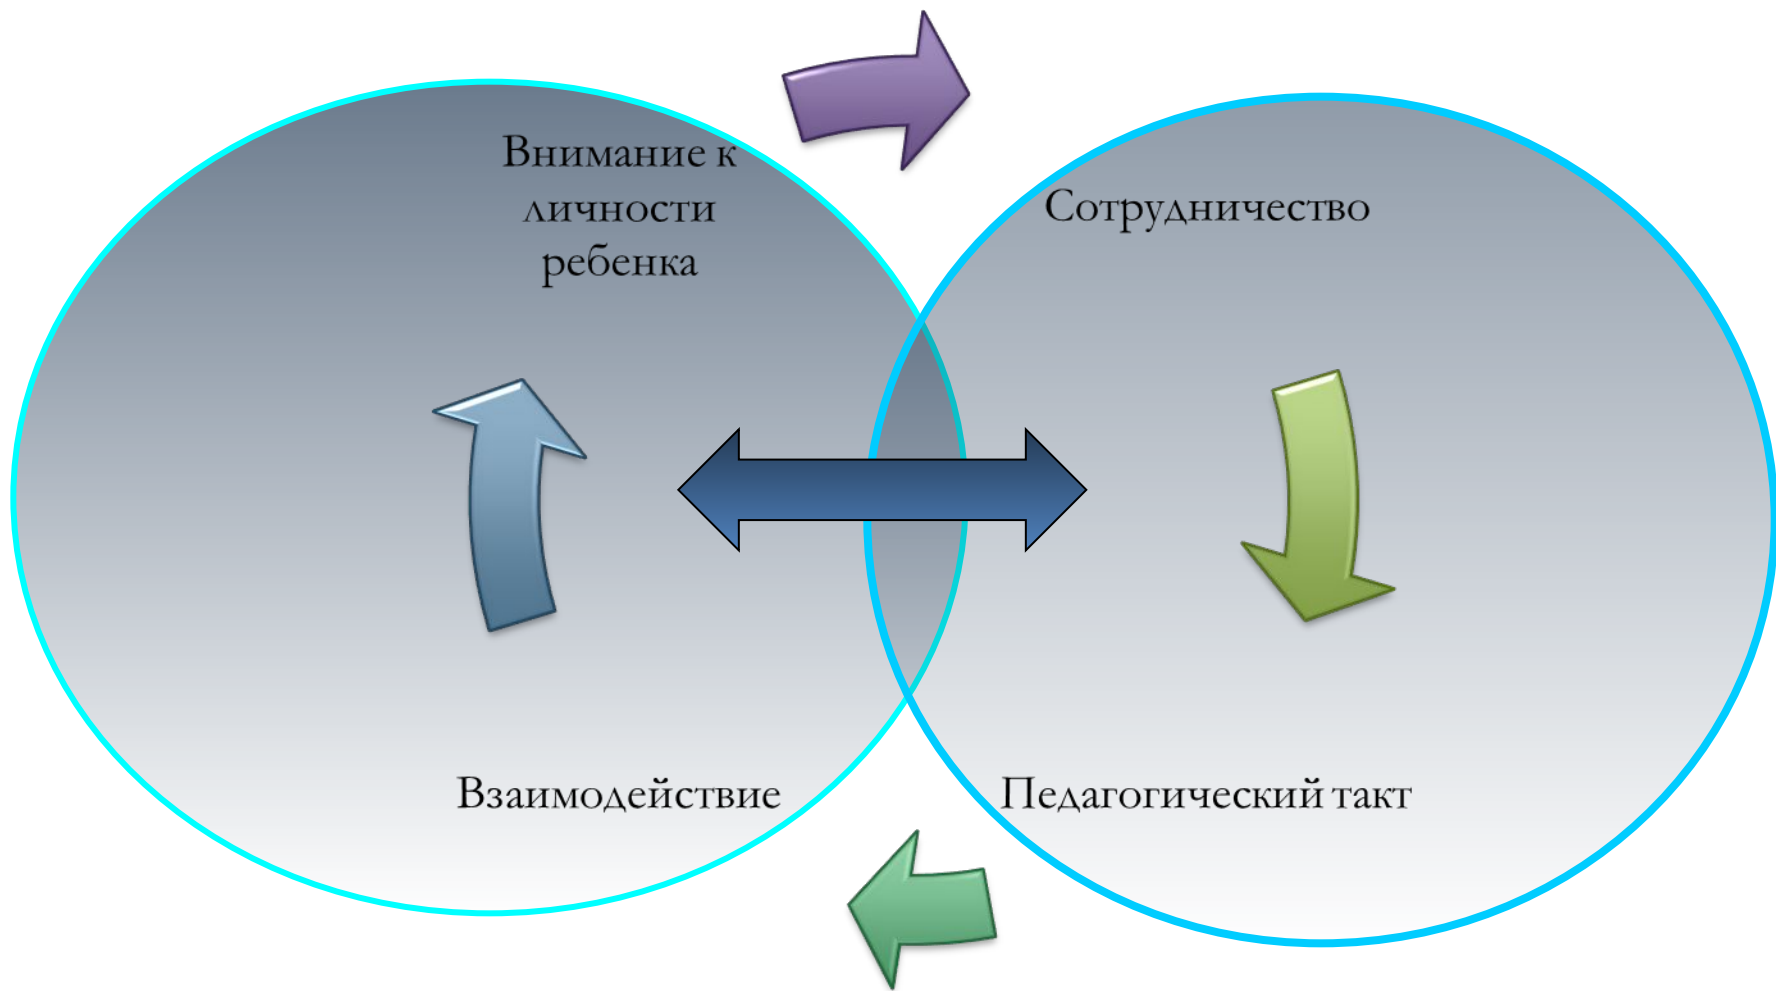 Внимание к
личности
ребенка
Сотрудничество
Взаимодействие
Педагогический такт